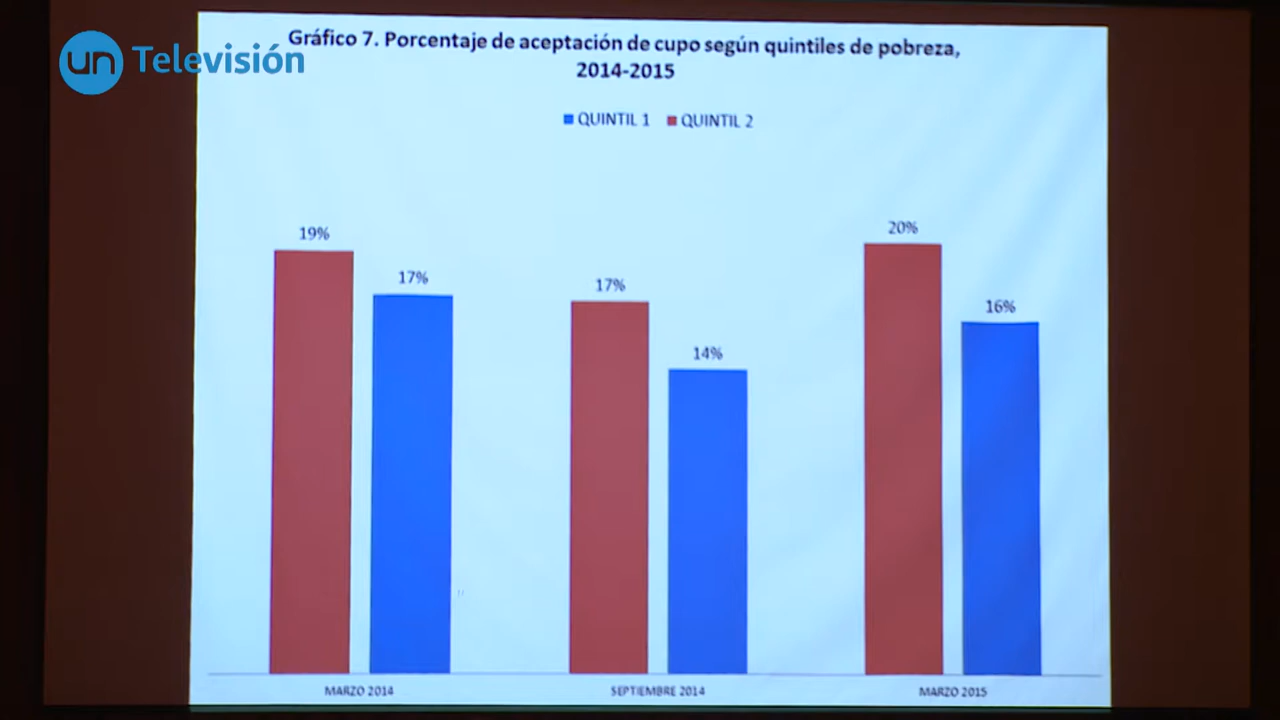 un Televisión
Gráfico 7. Porcentaje de aceptación de cupo según quintiles de pobreza,
2014-2015
QUINTIL 1 QUINTIL 2
19%
17%
17%
14%
20%
16%
MARZO 2014 SEPTIEMBRE 2014 MARZO 2015